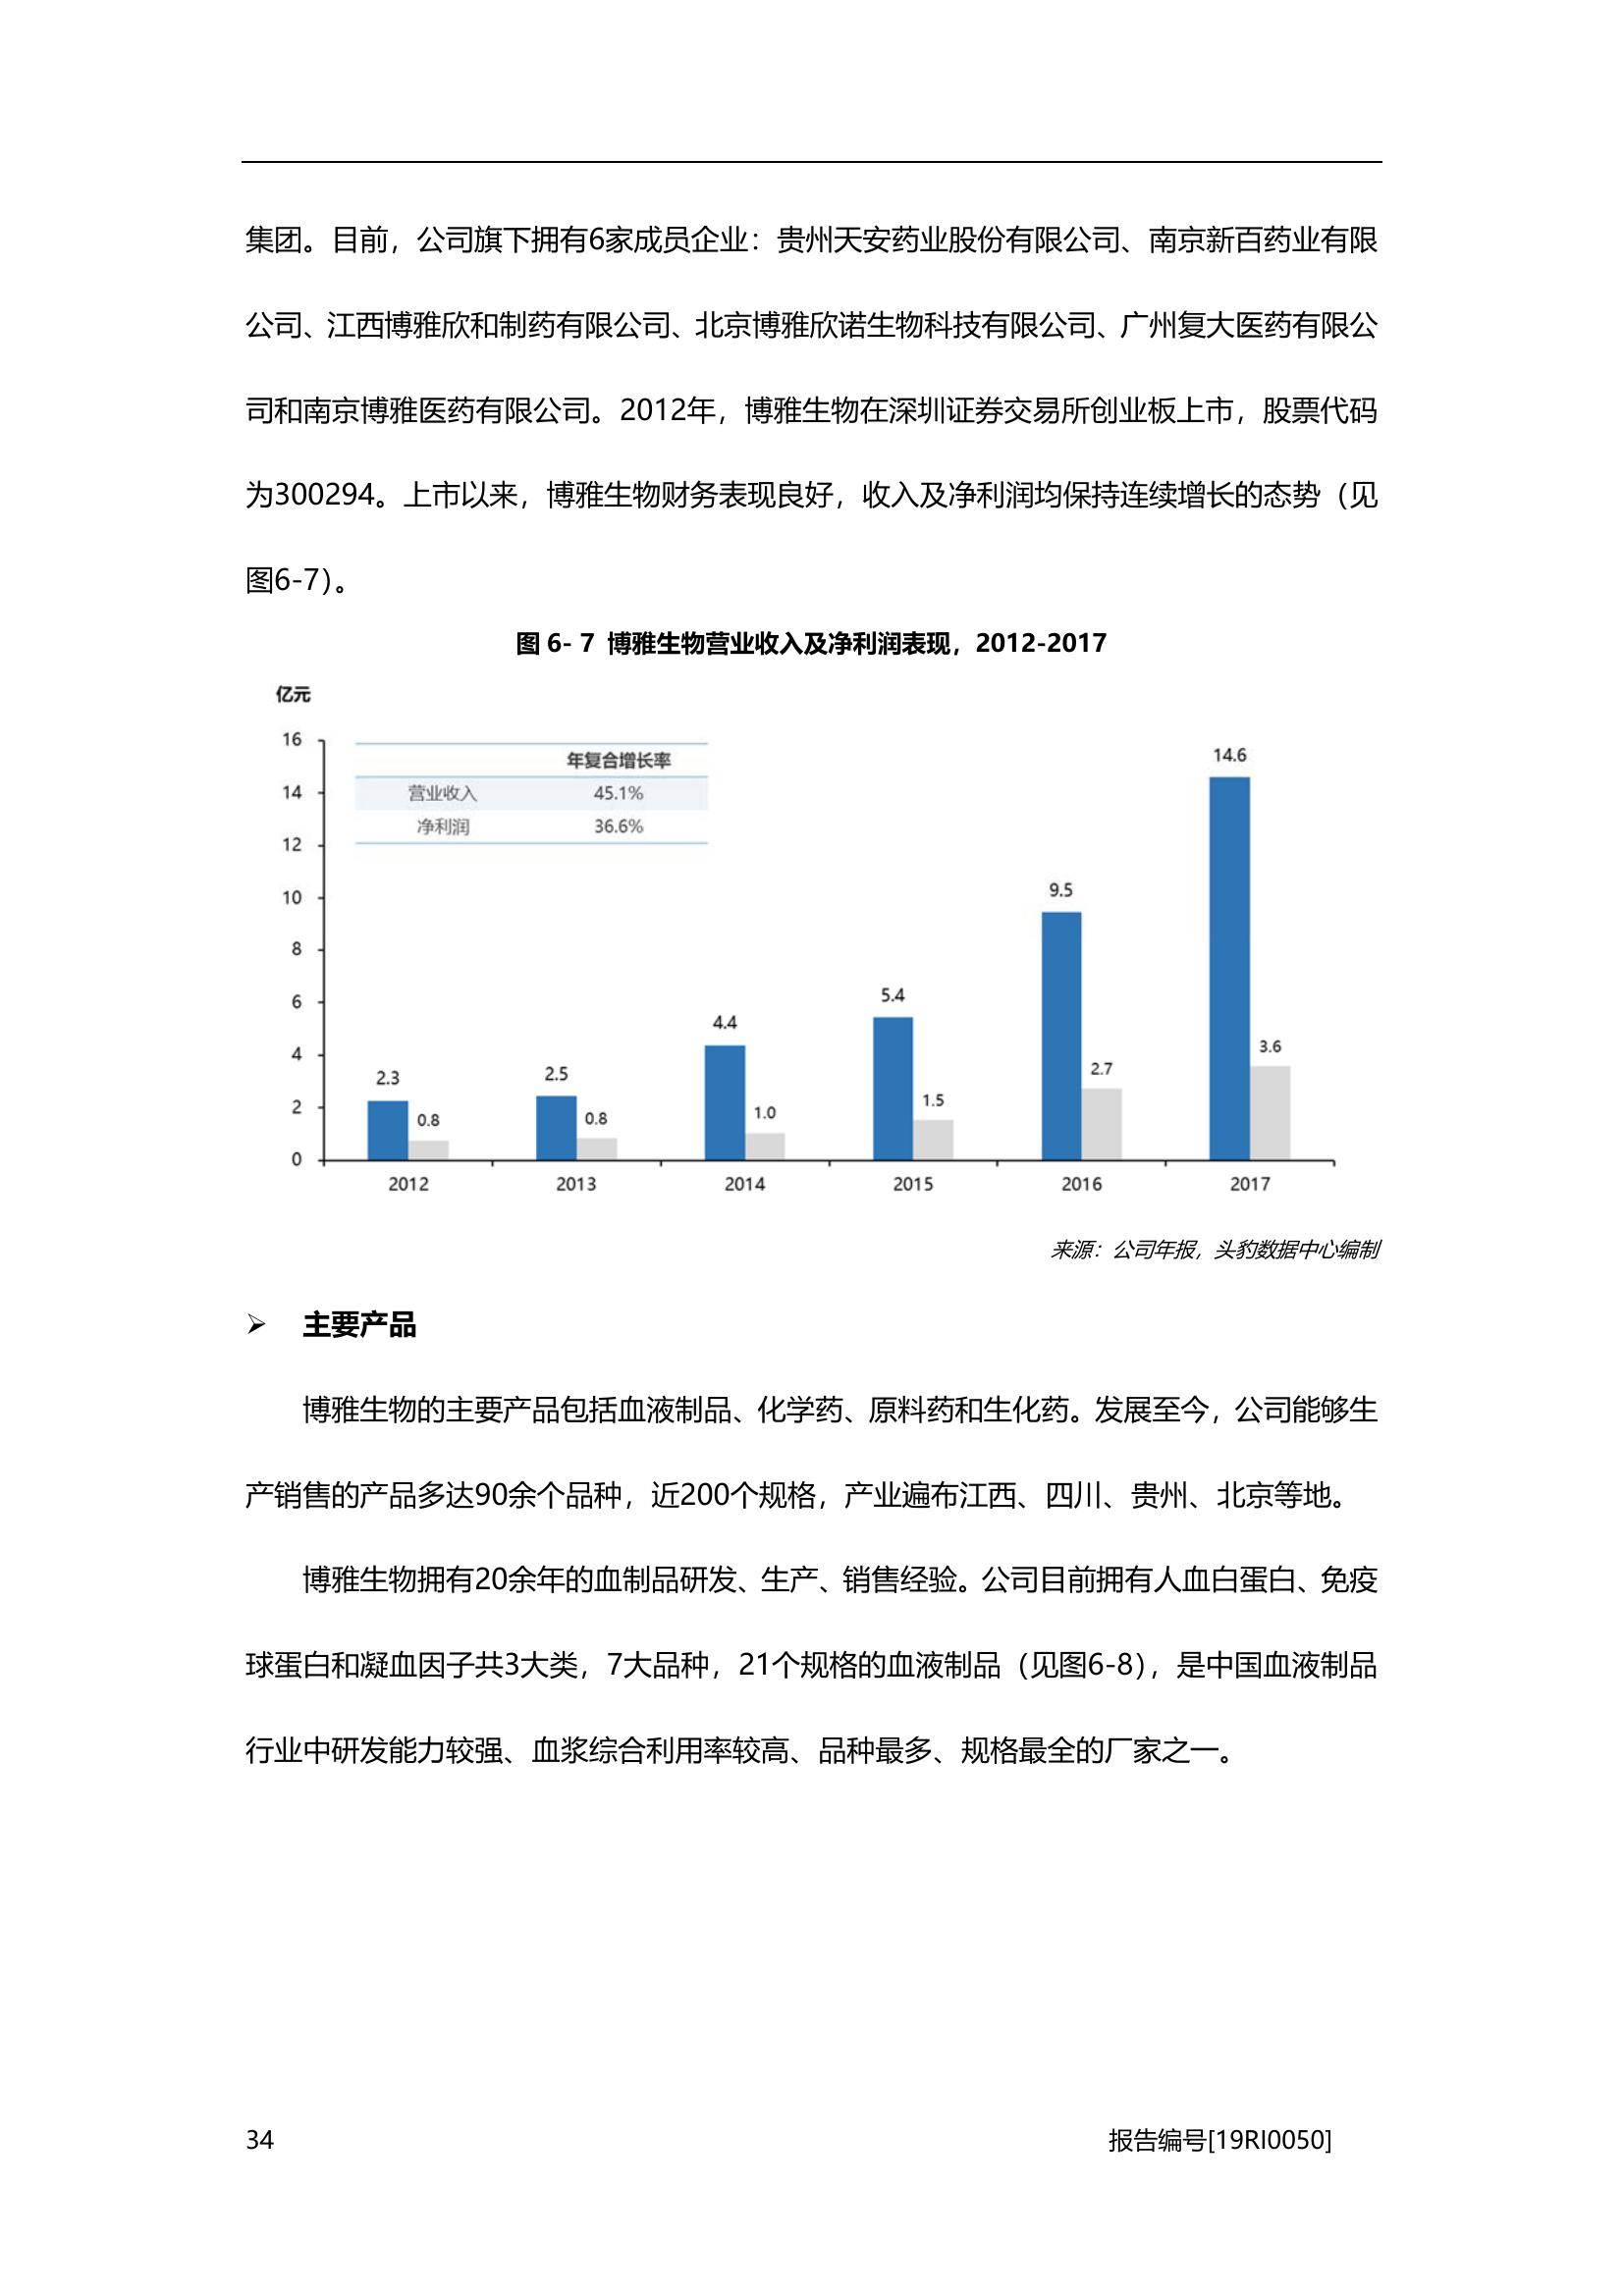 集团。目前，公司旗下拥有6家成员企业：贵州天安药业股份有限公司、南京新百药业有限
公司、江西博雅欣和制药有限公司、北京博雅欣诺生物科技有限公司、广州复大医药有限公
司和南京博雅医药有限公司。2012年，博雅生物在深圳证券交易所创业板上市，股票代码
为300294。上市以来，博雅生物财务表现良好，收入及净利润均保持连续增长的态势（见
图6-7）。
图 6- 7 博雅生物营业收入及净利润表现，2012-2017
亿元
年复合增长率
营业收入 45.1%
净利润 36.6%
16
14
12
10
8
6
4
2
0
2.3
0.8
2.5
0.8
4.4
1.0
5.4
1.5
9.5
2.7
14.6
3.6
2012 2013 2014 2015 2016 2017
来源：公司年报，头豹数据中心编制
➢ 主要产品
博雅生物的主要产品包括血液制品、化学药、原料药和生化药。发展至今，公司能够生
产销售的产品多达90余个品种，近200个规格，产业遍布江西、四川、贵州、北京等地。
博雅生物拥有20余年的血制品研发、生产、销售经验。公司目前拥有人血白蛋白、免疫
球蛋白和凝血因子共3大类，7大品种，21个规格的血液制品（见图6-8），是中国血液制品
行业中研发能力较强、血浆综合利用率较高、品种最多、规格最全的厂家之一。
34 报告编号[19RI0050]